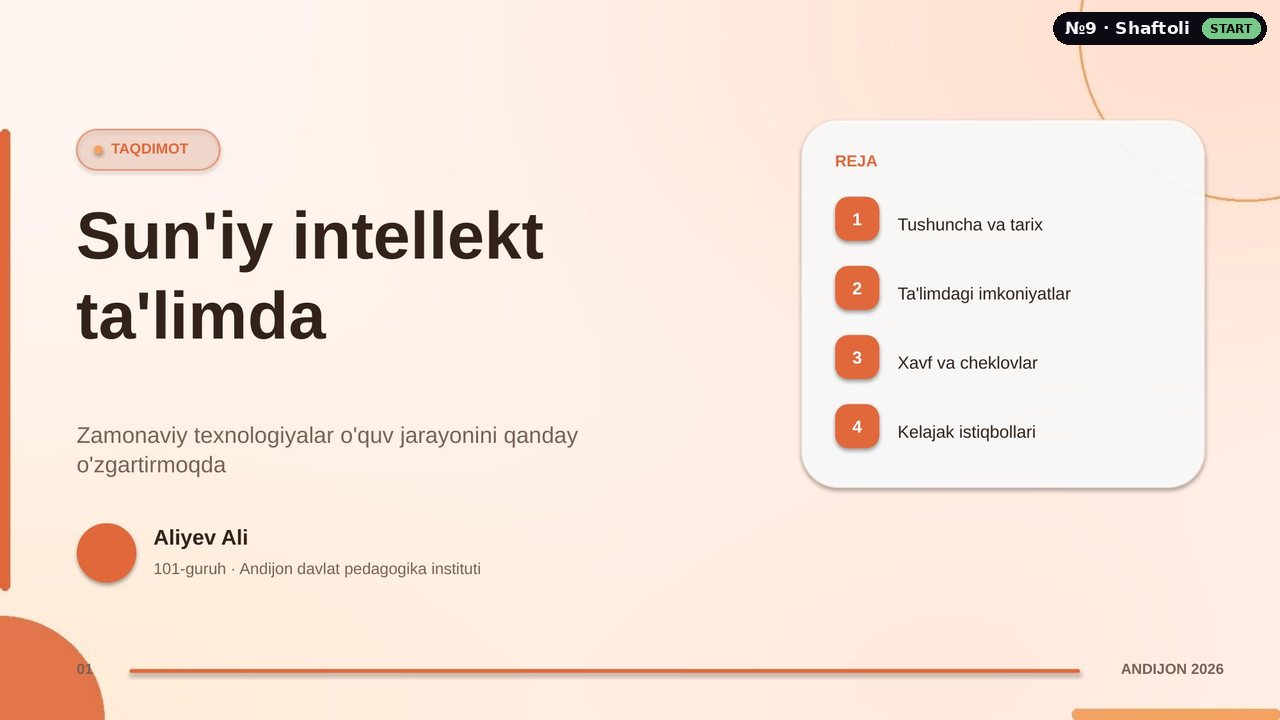 №9 · Shaftoli START
TAQDIMOT
Sun'iy intellekt
ta'limda
Zamonaviy texnologiyalar o'quv jarayonini qanday
o'zgartirmoqda
Aliyev Ali
101-guruh · Andijon davlat pedagogika instituti
REJA
1 Tushuncha va tarix
2 Ta'limdagi imkoniyatlar
3 Xavf va cheklovlar
4 Kelajak istiqbollari
01
ANDIJON 2026